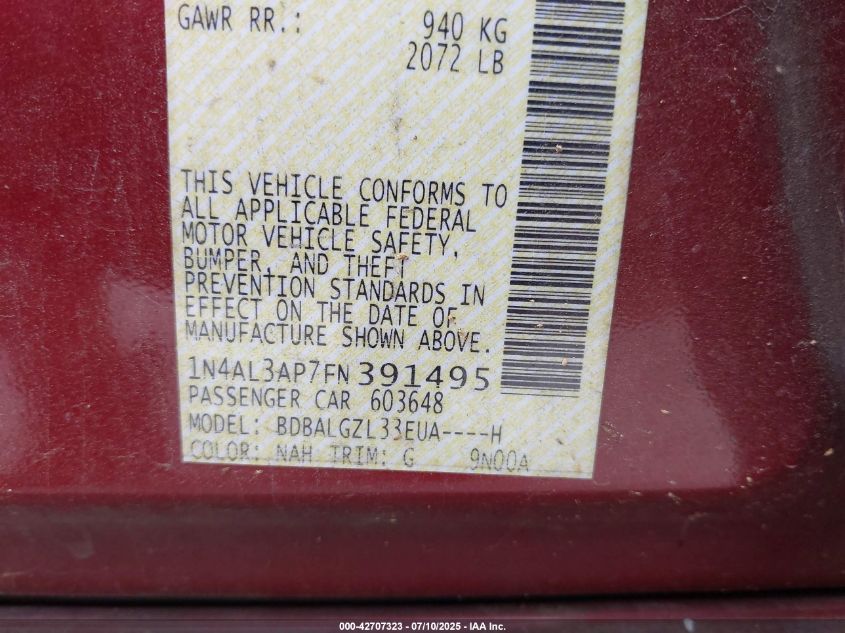 GAWR RR.: 940 KG
2072 LB
THIS VEHICLE CONFORMS TO
ALL APPLICABLE FEDERAL
MOTOR VEHICLE SAFETY,
BUMPER, AND THEFT
PREVENTION STANDARDS IN
EFFECT ON THE DATE OF
MANUFACTURE SHOWN ABOVE.
1N4AL3AP7FN391495
PASSENGER CAR 603648
MODEL: BDBALGZL33EUA----H
COLOR: NAH TRIM: G 9N00A
000-42707323 - 07/10/2025 - IAA Inc.